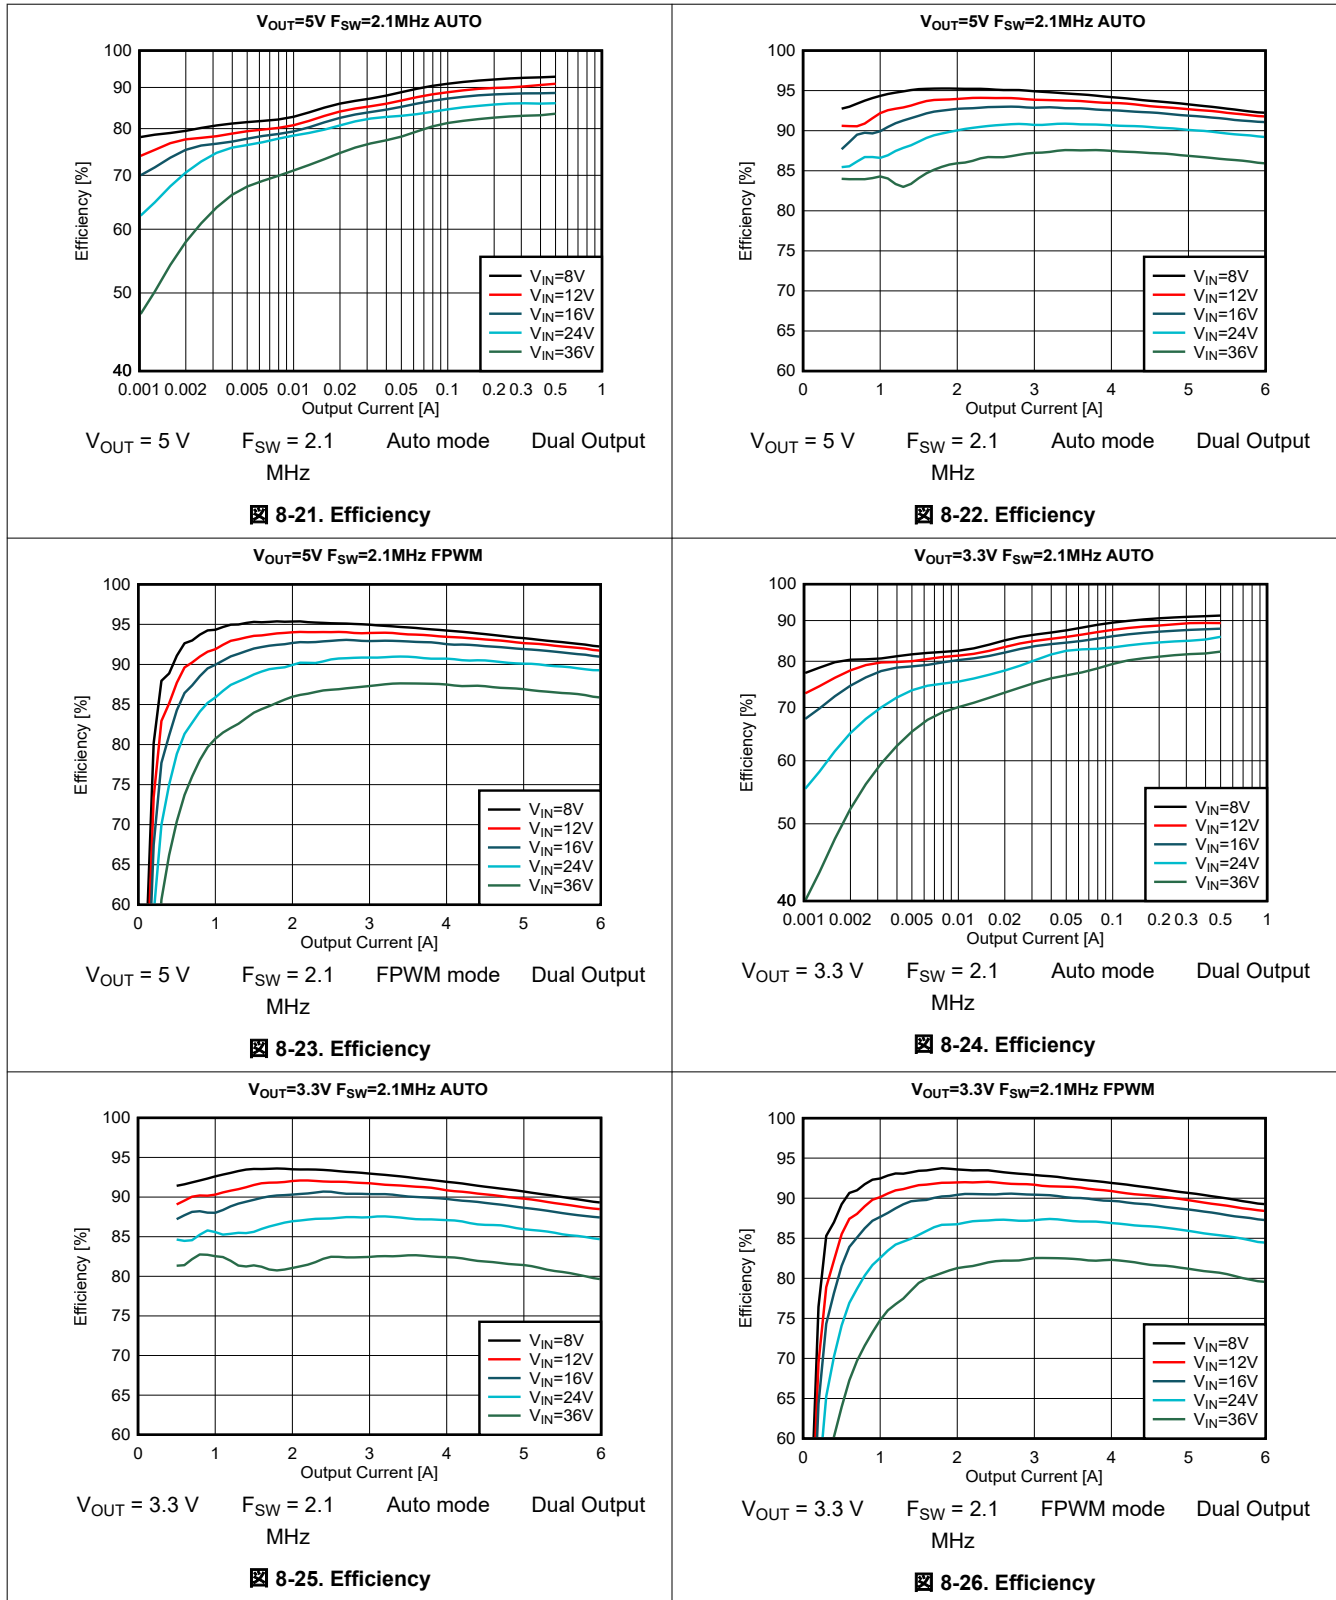 VOUT=5V FSW=2.1MHz AUTO
100
90
80
70
60
50
40
Efficiency [%]
0.001 0.002 0.005 0.01 0.02 0.05 0.1 0.2 0.3 0.5 1
Output Current [A]
VIN=8V
VIN=12V
VIN=16V
VIN=24V
VIN=36V
VOUT = 5 V FSW = 2.1 MHz Auto mode Dual Output
図 8-21. Efficiency
VOUT=5V FSW=2.1MHz AUTO
100
95
90
85
80
75
70
65
60
Efficiency [%]
0 1 2 3 4 5 6
Output Current [A]
VIN=8V
VIN=12V
VIN=16V
VIN=24V
VIN=36V
VOUT = 5 V FSW = 2.1 MHz Auto mode Dual Output
図 8-22. Efficiency
VOUT=5V FSW=2.1MHz FPWM
100
95
90
85
80
75
70
65
60
Efficiency [%]
0 1 2 3 4 5 6
Output Current [A]
VIN=8V
VIN=12V
VIN=16V
VIN=24V
VIN=36V
VOUT = 5 V FSW = 2.1 MHz FPWM mode Dual Output
図 8-23. Efficiency
VOUT=3.3V FSW=2.1MHz AUTO
100
90
80
70
60
50
40
Efficiency [%]
0.001 0.002 0.005 0.01 0.02 0.05 0.1 0.2 0.3 0.5 1
Output Current [A]
VIN=8V
VIN=12V
VIN=16V
VIN=24V
VIN=36V
VOUT = 3.3 V FSW = 2.1 MHz Auto mode Dual Output
図 8-24. Efficiency
VOUT=3.3V FSW=2.1MHz AUTO
100
95
90
85
80
75
70
65
60
Efficiency [%]
0 1 2 3 4 5 6
Output Current [A]
VIN=8V
VIN=12V
VIN=16V
VIN=24V
VIN=36V
VOUT = 3.3 V FSW = 2.1 MHz Auto mode Dual Output
図 8-25. Efficiency
VOUT=3.3V FSW=2.1MHz FPWM
100
95
90
85
80
75
70
65
60
Efficiency [%]
0 1 2 3 4 5 6
Output Current [A]
VIN=8V
VIN=12V
VIN=16V
VIN=24V
VIN=36V
VOUT = 3.3 V FSW = 2.1 MHz FPWM mode Dual Output
図 8-26. Efficiency